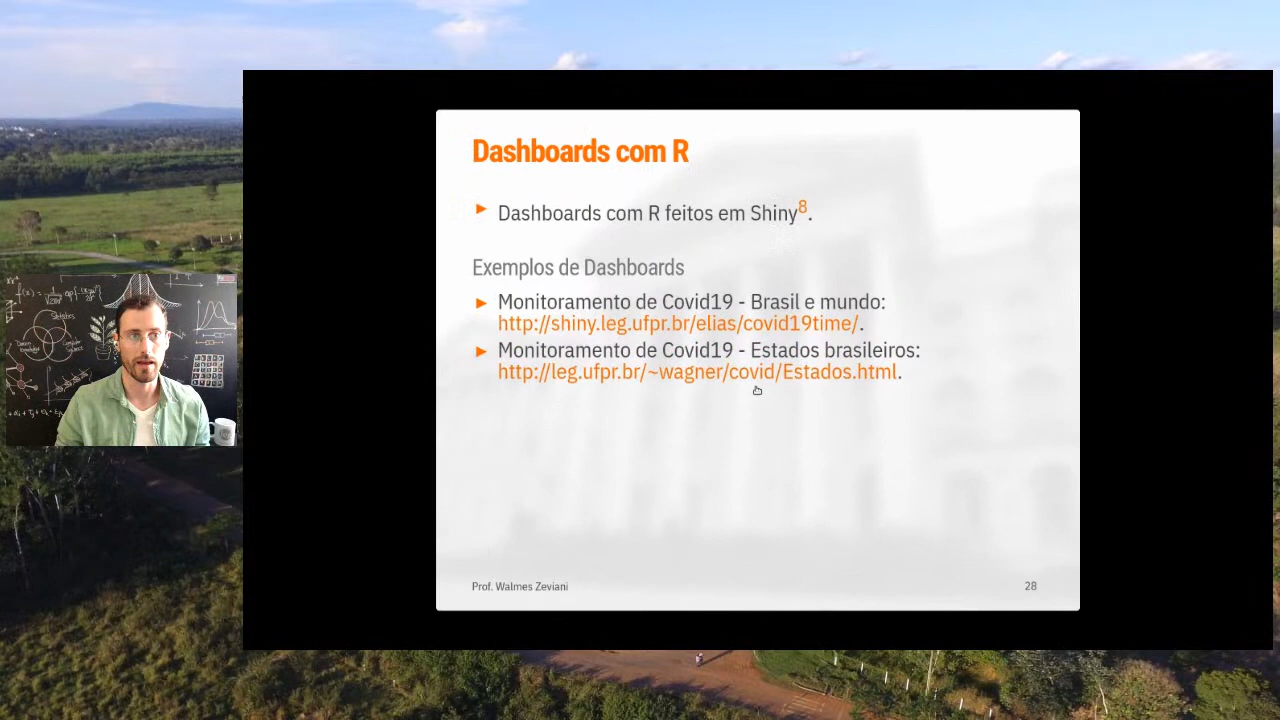 Dashboards com R
Dashboards com R feitos em Shiny8.
Exemplos de Dashboards
Monitoramento de Covid19 - Brasil e mundo:
http://shiny.leg.ufpr.br/elias/covid19time/.
Monitoramento de Covid19 - Estados brasileiros:
http://leg.ufpr.br/~wagner/covid/Estados.html.
Prof. Walmes Zeviani
28
Statistics